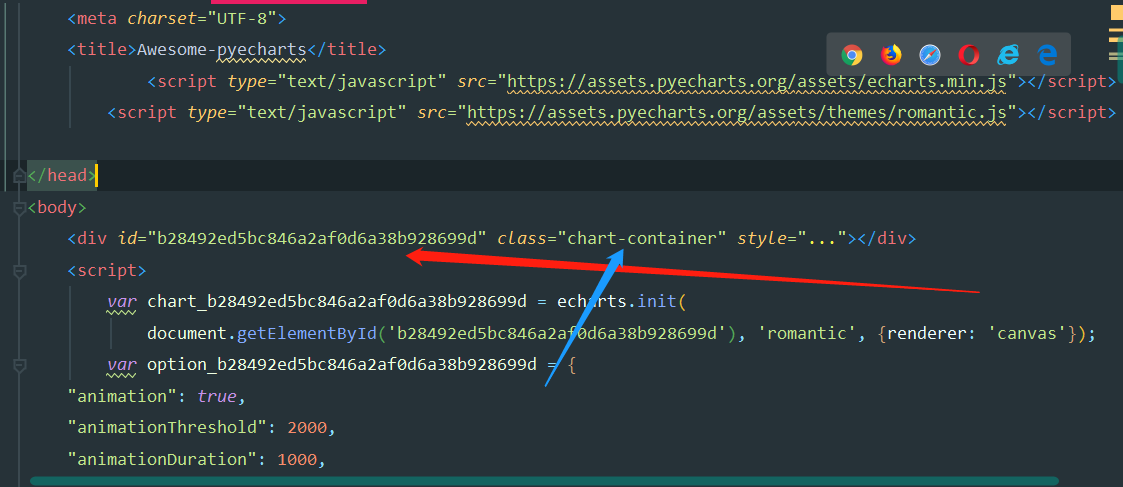 <meta charset="UTF-8">
<title>Awesome-pyecharts</title>
<script type="text/javascript" src="https://assets.pyecharts.org/assets/echarts.min.js"></script>
<script type="text/javascript" src="https://assets.pyecharts.org/assets/themes/romantic.js"></script>
</head>
<body>
<div id="b28492ed5bc846a2af0d6a38b928699d" class="chart-container" style="..."></div>
<script>
var chart_b28492ed5bc846a2af0d6a38b928699d = echarts.init(
document.getElementById('b28492ed5bc846a2af0d6a38b928699d'), 'romantic', {renderer: 'canvas'});
var option_b28492ed5bc846a2af0d6a38b928699d = {
"animation": true,
"animationThreshold": 2000,
"animationDuration": 1000,